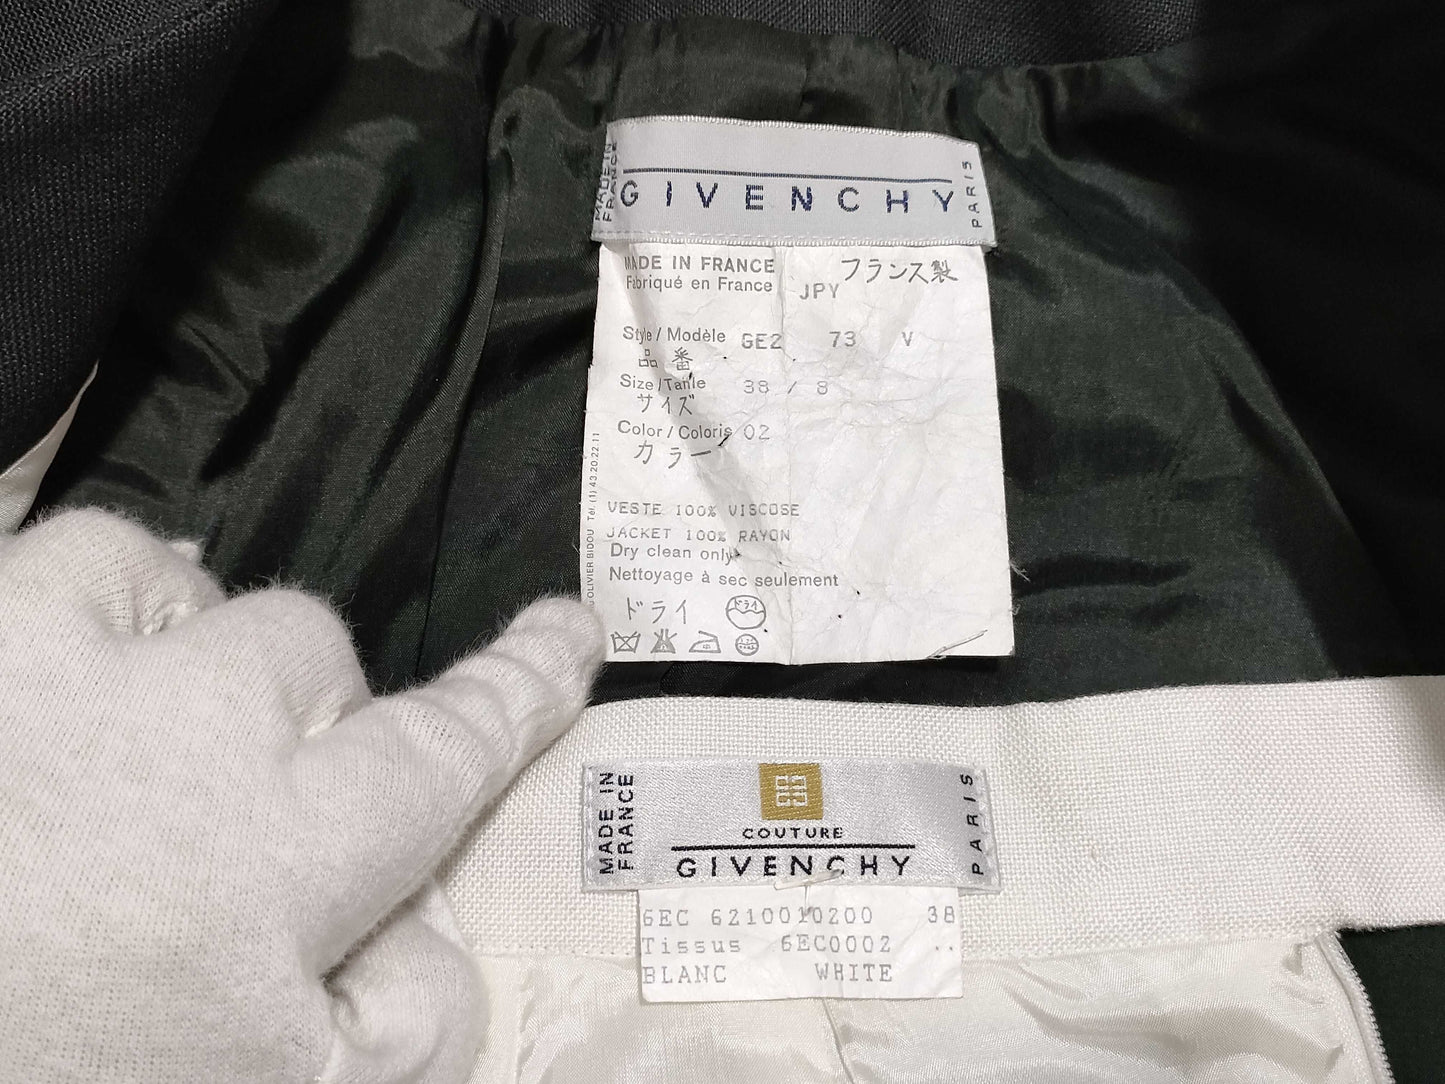 MADE IN
FRANCE
GIVENCHY
PARIS
MADE IN FRANCE フランス製
Fabriqué en France JPY
Style / Modèle GE2 73 V
品番
Size / Taille 38 / 8
サイズ
Color / Coloris 02
カラー
VESTE 100% VISCOSE
JACKET 100% RAYON
Dry clean only
Nettoyage à sec seulement
ドライ ドライ
OLIVIER BIDOU Tél. (1) 43.20.22.11
MADE IN
FRANCE
COUTURE
GIVENCHY
PARIS
6EC 6210010200 38
Tissus 6EC0002 ..
BLANC WHITE